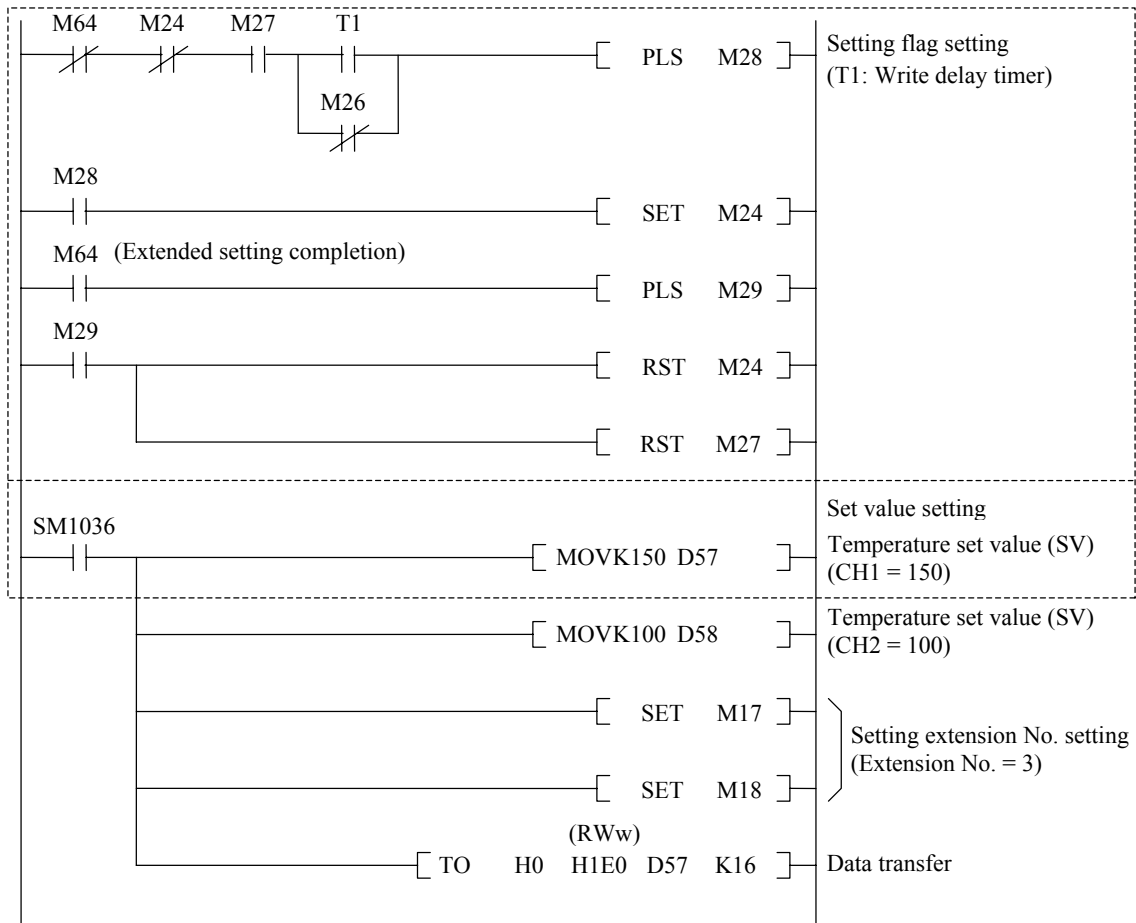 M64 M24 M27 T1
PLS M28
Setting flag setting
(T1: Write delay timer)
M26
M28
SET M24
M64 (Extended setting completion)
PLS M29
M29
RST M24
RST M27
Set value setting
SM1036
MOVK150 D57
Temperature set value (SV)
(CH1 = 150)
MOVK100 D58
Temperature set value (SV)
(CH2 = 100)
SET M17
Setting extension No. setting
(Extension No. = 3)
SET M18
(RWw)
TO H0 H1E0 D57 K16
Data transfer